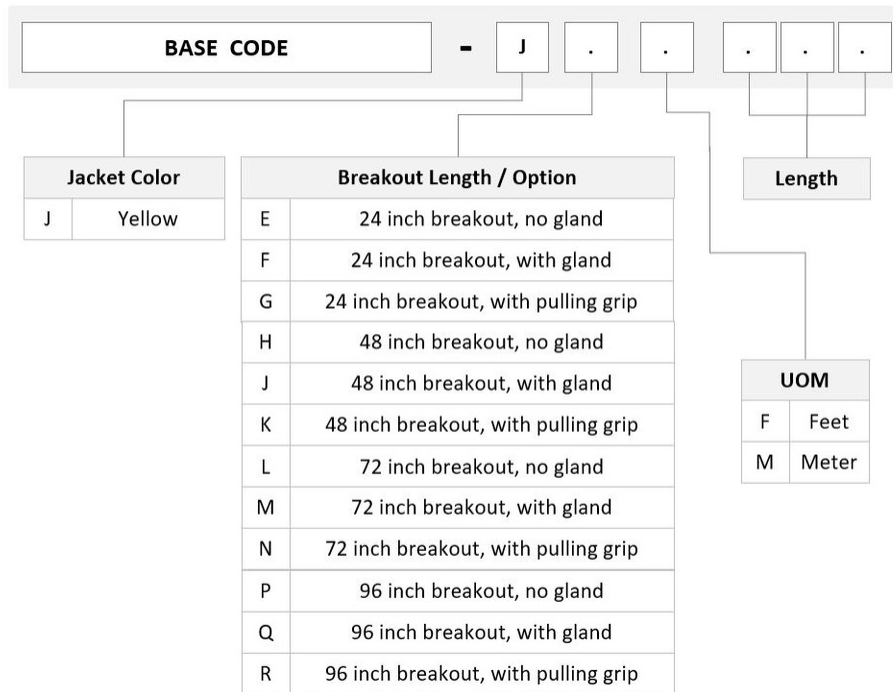 BASE CODE - J . . . . .
Jacket Color
J Yellow
Breakout Length / Option
E 24 inch breakout, no gland
F 24 inch breakout, with gland
G 24 inch breakout, with pulling grip
H 48 inch breakout, no gland
J 48 inch breakout, with gland
K 48 inch breakout, with pulling grip
L 72 inch breakout, no gland
M 72 inch breakout, with gland
N 72 inch breakout, with pulling grip
P 96 inch breakout, no gland
Q 96 inch breakout, with gland
R 96 inch breakout, with pulling grip
Length
UOM
F Feet
M Meter